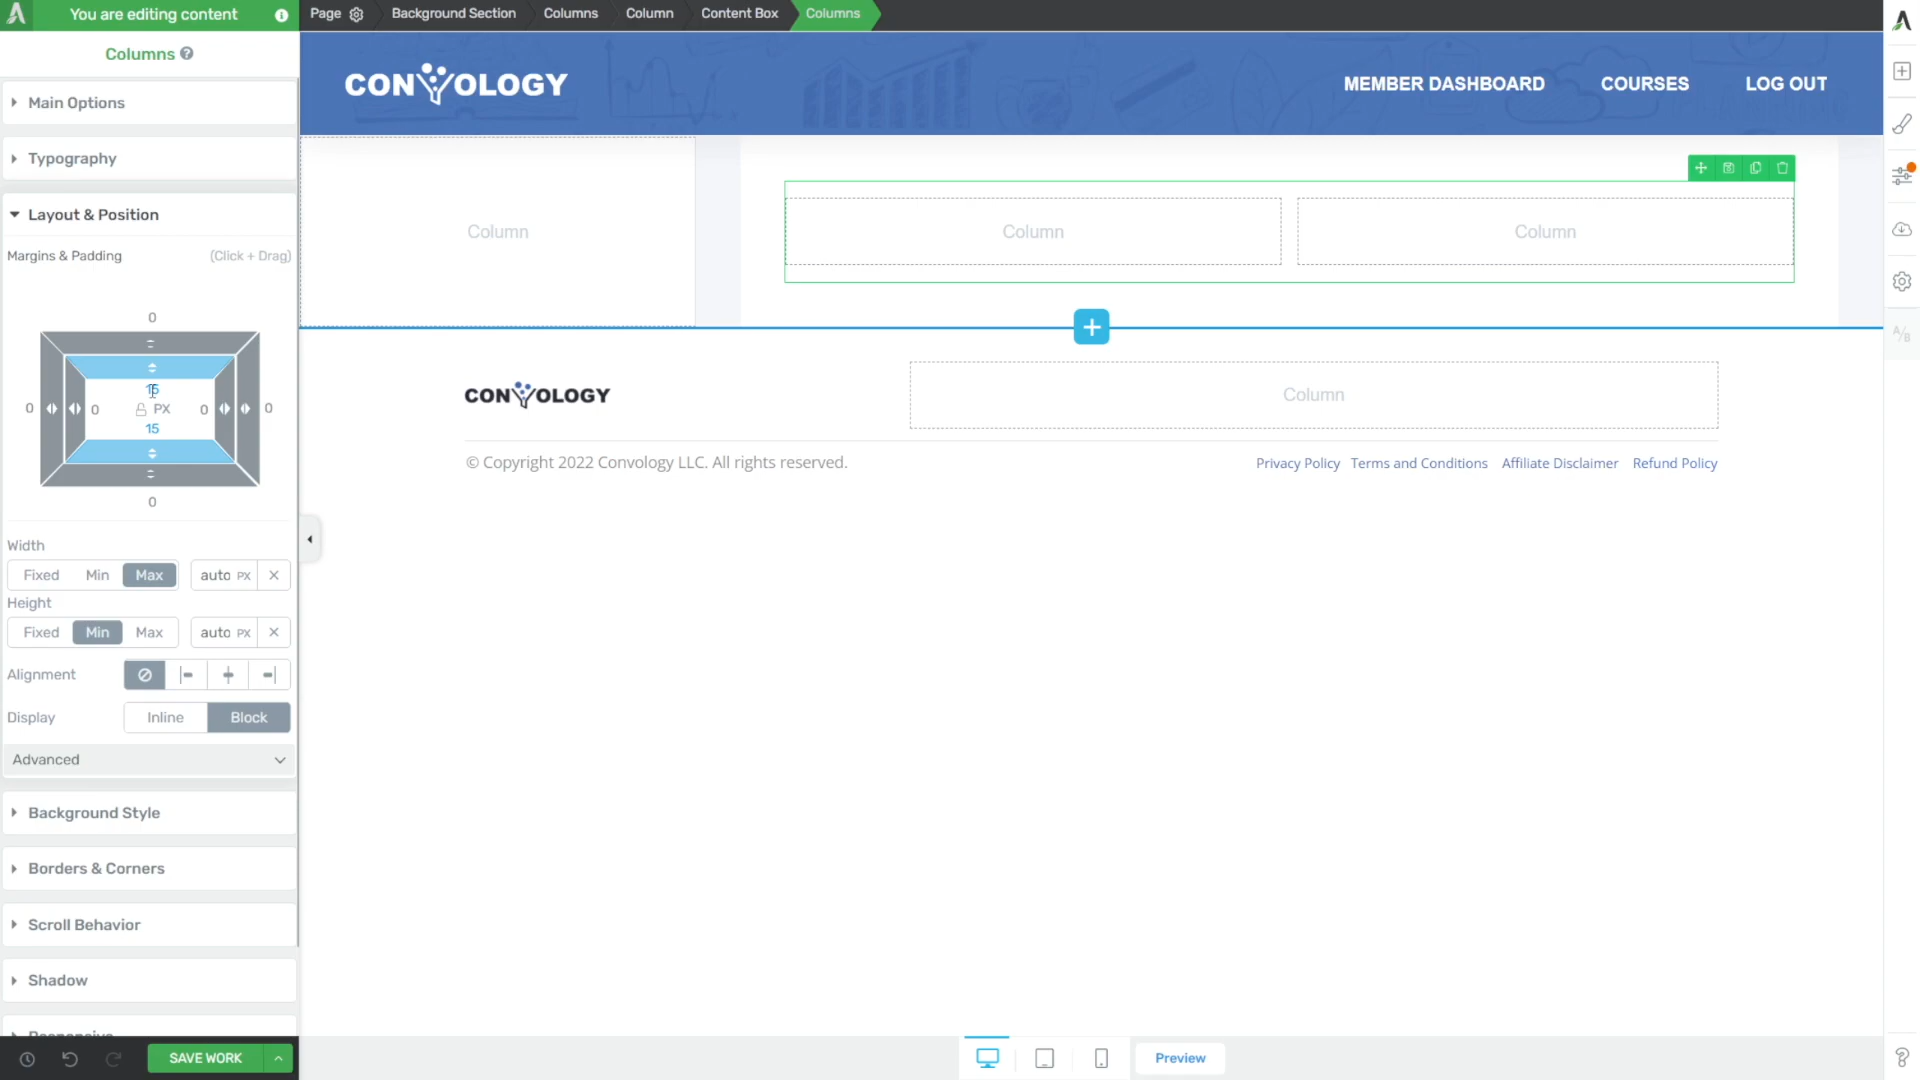 You are editing content
Page Background Section Columns Column Content Box Columns
Columns
CONVOLOGY
MEMBER DASHBOARD COURSES LOG OUT
Main Options
Typography
Layout & Position
Margins & Padding (Click + Drag)
Column
Column
Column
0
15
0 0 PX 0 0
15
0
CONVOLOGY
Column
© Copyright 2022 Convology LLC. All rights reserved.
Privacy Policy Terms and Conditions Affiliate Disclaimer Refund Policy
Width
Fixed Min Max auto PX
Height
Fixed Min Max auto PX
Alignment
Display Inline Block
Advanced
Background Style
Borders & Corners
Scroll Behavior
Shadow
Responsive
SAVE WORK
Preview
A/B